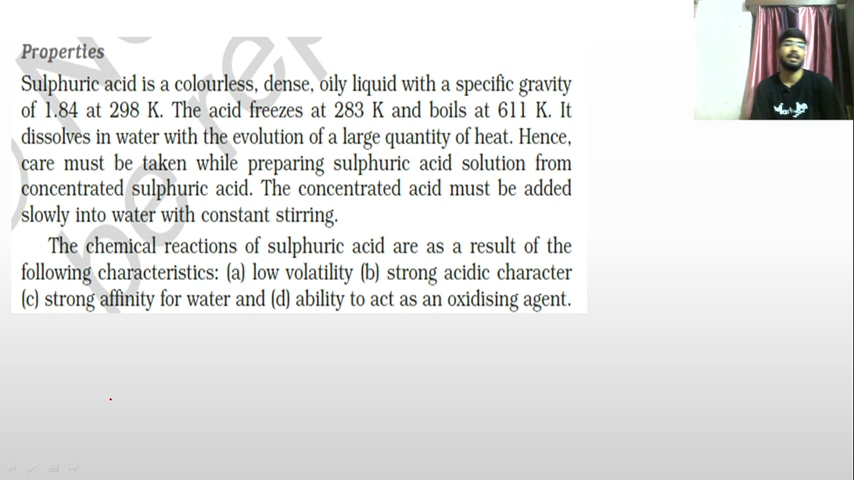 Properties
Sulphuric acid is a colourless, dense, oily liquid with a specific gravity
of 1.84 at 298 K. The acid freezes at 283 K and boils at 611 K. It
dissolves in water with the evolution of a large quantity of heat. Hence,
care must be taken while preparing sulphuric acid solution from
concentrated sulphuric acid. The concentrated acid must be added
slowly into water with constant stirring.
The chemical reactions of sulphuric acid are as a result of the
following characteristics: (a) low volatility (b) strong acidic character
(c) strong affinity for water and (d) ability to act as an oxidising agent.